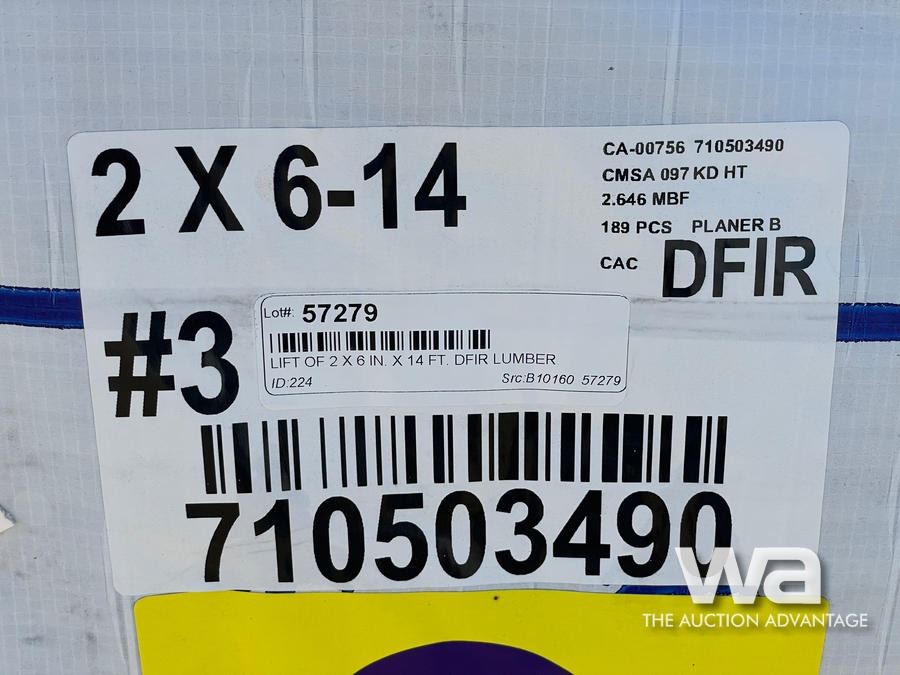 2 X 6-14
CA-00756 710503490
CMSA 097 KD HT
2.646 MBF
189 PCS PLANER B
CAC DFIR
#3
Lot#: 57279
LIFT OF 2 X 6 IN. X 14 FT. DFIR LUMBER
ID:224 Src:B10160 57279
710503490
wa
THE AUCTION ADVANTAGE